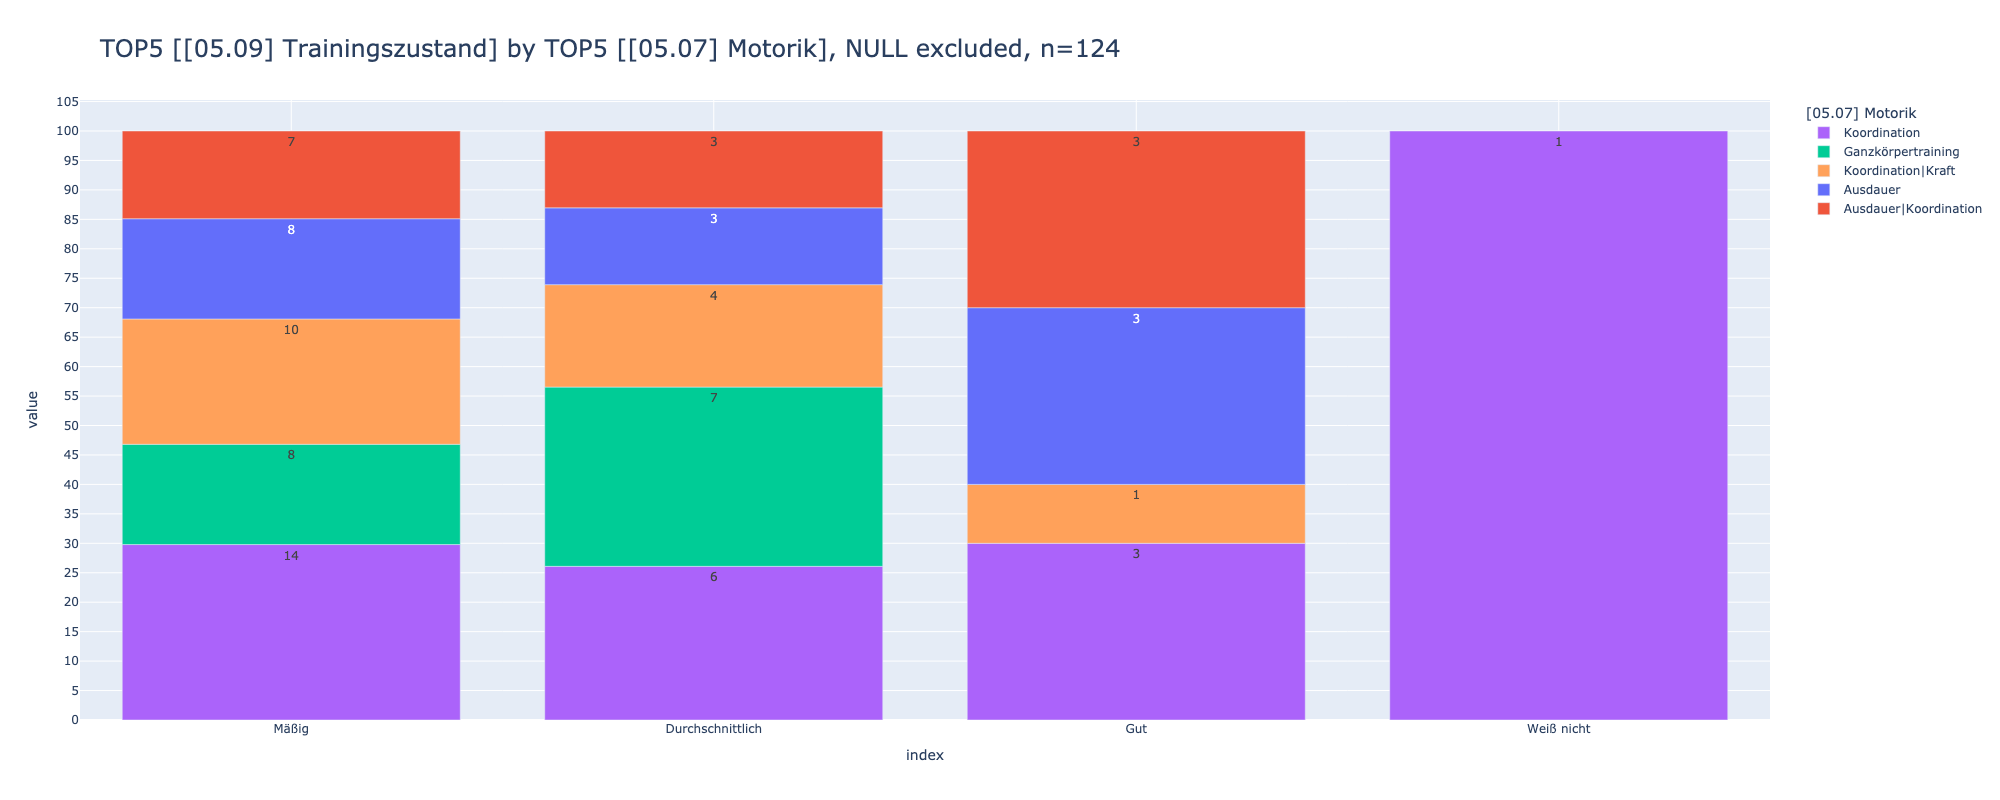 TOP5 [[05.09] Trainingszustand] by TOP5 [[05.07] Motorik], NULL excluded, n=124
105
100
95
90
85
80
75
70
65
60
55
50
45
40
35
30
25
20
15
10
5
0
value
7
8
10
8
14
3
3
4
7
6
3
3
1
3
1
Mäßig
Durchschnittlich
Gut
Weiß nicht
index
[05.07] Motorik
Koordination
Ganzkörpertraining
Koordination|Kraft
Ausdauer
Ausdauer|Koordination